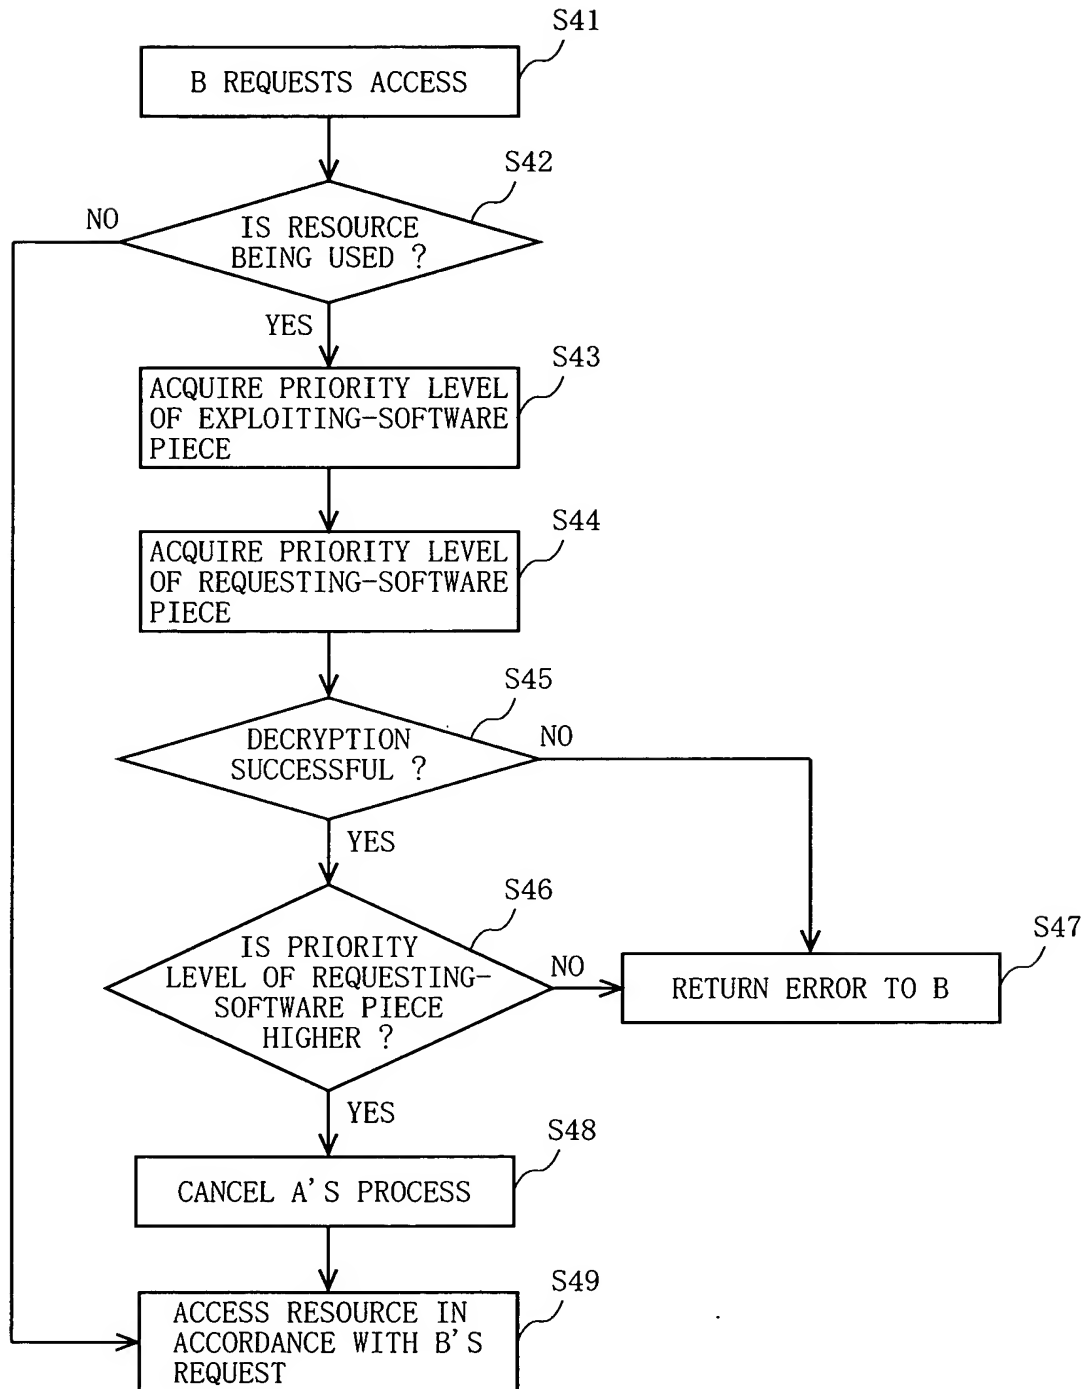 S41
B REQUESTS ACCESS
S42
NO
IS RESOURCE
BEING USED ?
YES
S43
ACQUIRE PRIORITY LEVEL
OF EXPLOITING-SOFTWARE
PIECE
S44
ACQUIRE PRIORITY LEVEL
OF REQUESTING-SOFTWARE
PIECE
S45
DECRYPTION
SUCCESSFUL ?
NO
YES
S46
IS PRIORITY
LEVEL OF REQUESTING-
SOFTWARE PIECE
HIGHER ?
NO
S47
RETURN ERROR TO B
YES
S48
CANCEL A'S PROCESS
S49
ACCESS RESOURCE IN
ACCORDANCE WITH B'S
REQUEST